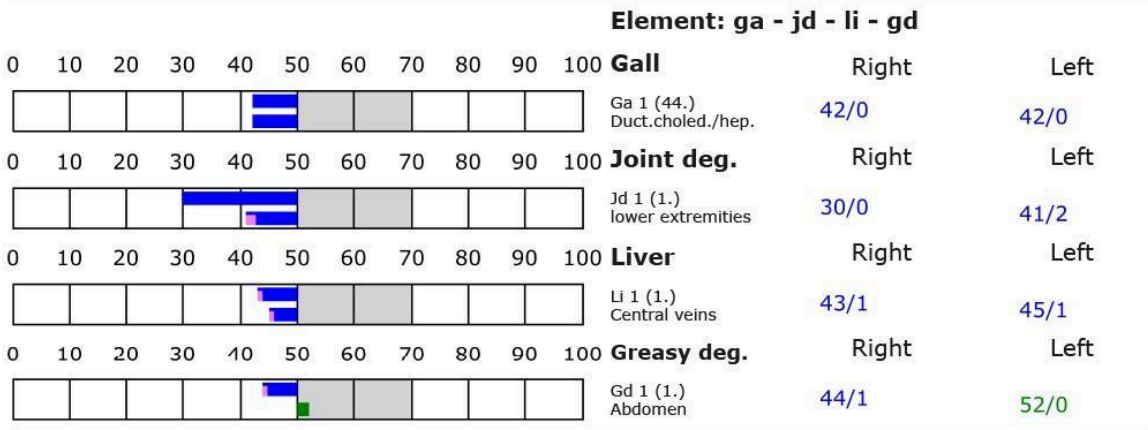 Element: ga - jd - li - gd
0 10 20 30 40 50 60 70 80 90 100 Gall Right Left
Ga 1 (44.) 42/0 42/0
Duct.choled./hep.
0 10 20 30 40 50 60 70 80 90 100 Joint deg. Right Left
Jd 1 (1.) 30/0 41/2
lower extremities
0 10 20 30 40 50 60 70 80 90 100 Liver Right Left
Li 1 (1.) 43/1 45/1
Central veins
0 10 20 30 40 50 60 70 80 90 100 Greasy deg. Right Left
Gd 1 (1.) 44/1 52/0
Abdomen